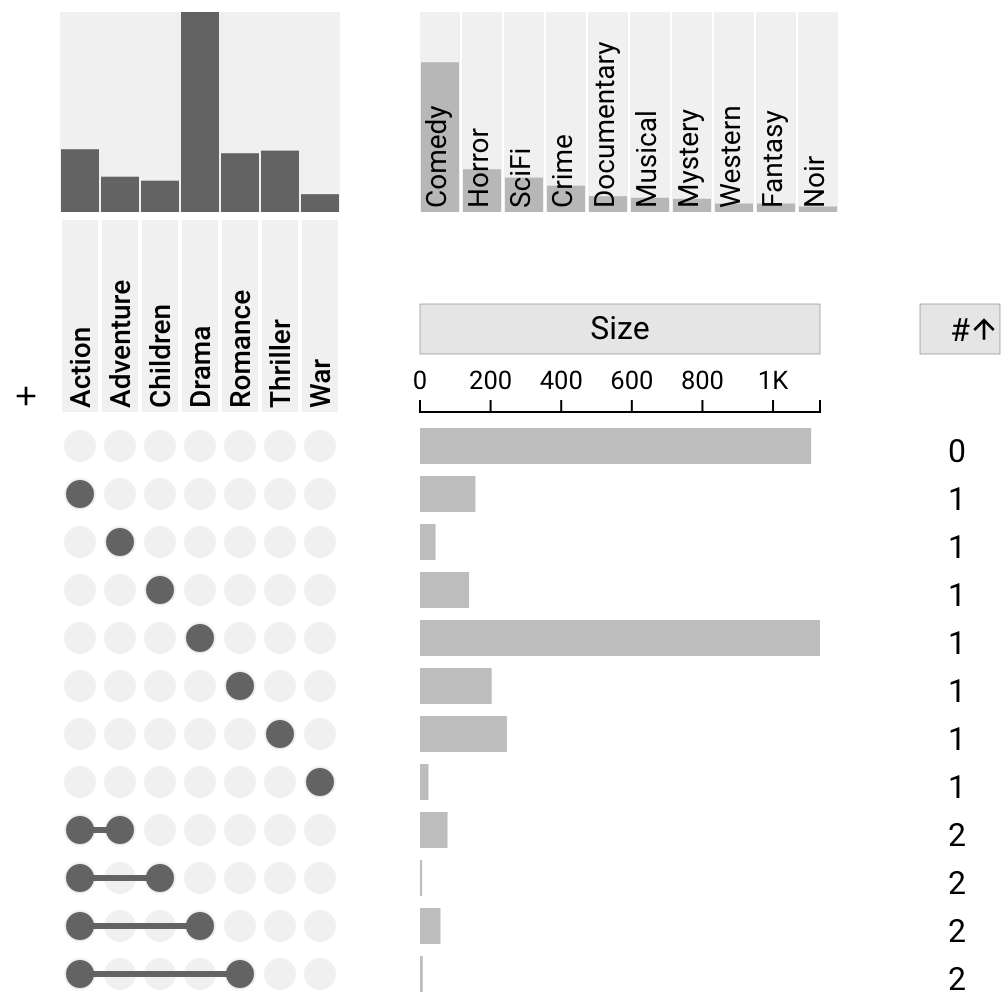 Comedy
Horror
SciFi
Crime
Documentary
Musical
Mystery
Western
Fantasy
Noir
+
Action
Adventure
Children
Drama
Romance
Thriller
War
Size
#↑
0 200 400 600 800 1K
0
1
1
1
1
1
1
1
2
2
2
2